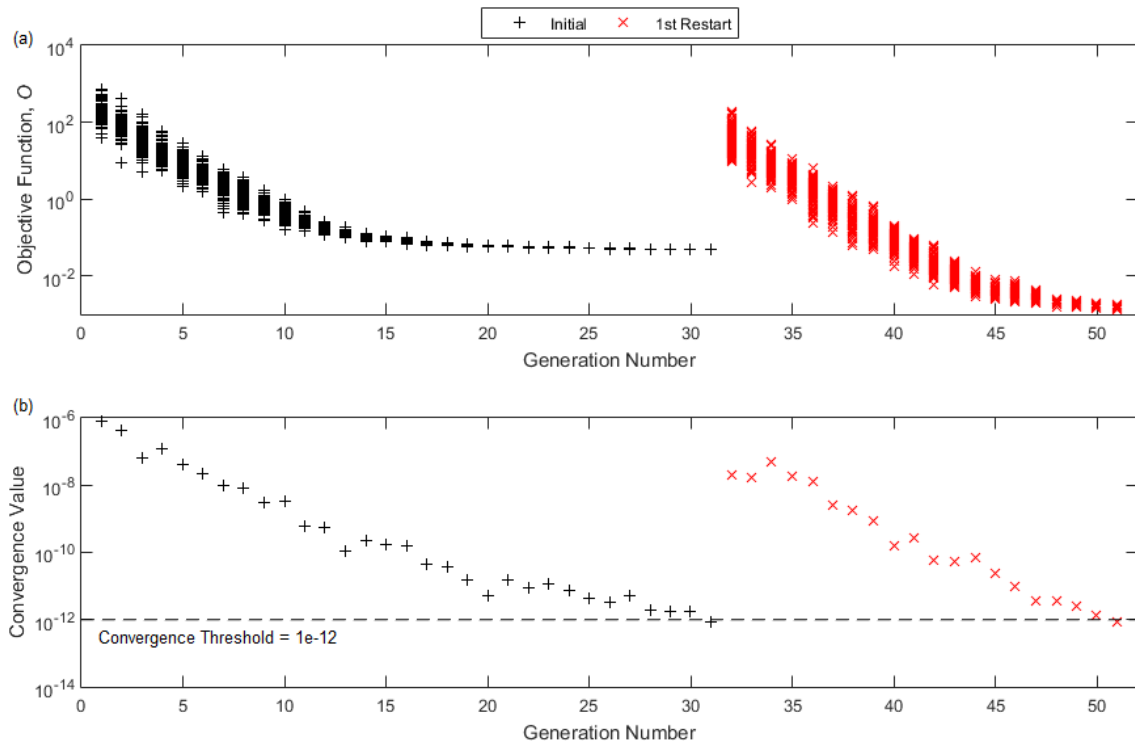 Initial 1st Restart
(a)
10^4
10^2
10^0
10^-2
Objective Function, O
0 5 10 15 20 25 30 35 40 45 50
Generation Number
(b)
10^-6
10^-8
10^-10
10^-12
10^-14
Convergence Value
Convergence Threshold = 1e-12
0 5 10 15 20 25 30 35 40 45 50
Generation Number